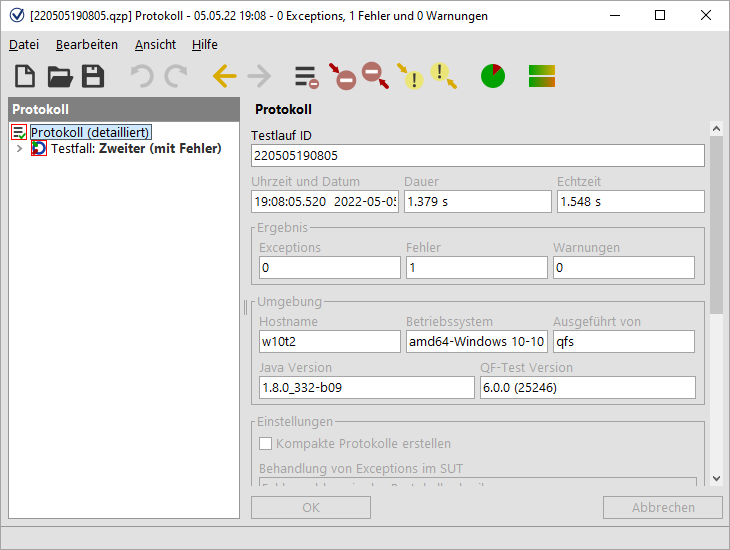 [220505190805.qzp] Protokoll - 05.05.22 19:08 - 0 Exceptions, 1 Fehler und 0 Warnungen
Datei Bearbeiten Ansicht Hilfe
Protokoll
Protokoll (detailliert)
Testfall: Zweiter (mit Fehler)
Protokoll
Testlauf ID
220505190805
Uhrzeit und Datum Dauer Echtzeit
19:08:05.520 2022-05-05 1.379 s 1.548 s
Ergebnis
Exceptions Fehler Warnungen
0 1 0
Umgebung
Hostname Betriebssystem Ausgeführt von
w10t2 amd64-Windows 10-10 qfs
Java Version QF-Test Version
1.8.0_332-b09 6.0.0 (25246)
Einstellungen
Kompakte Protokolle erstellen
Behandlung von Exceptions im SUT
OK Abbrechen